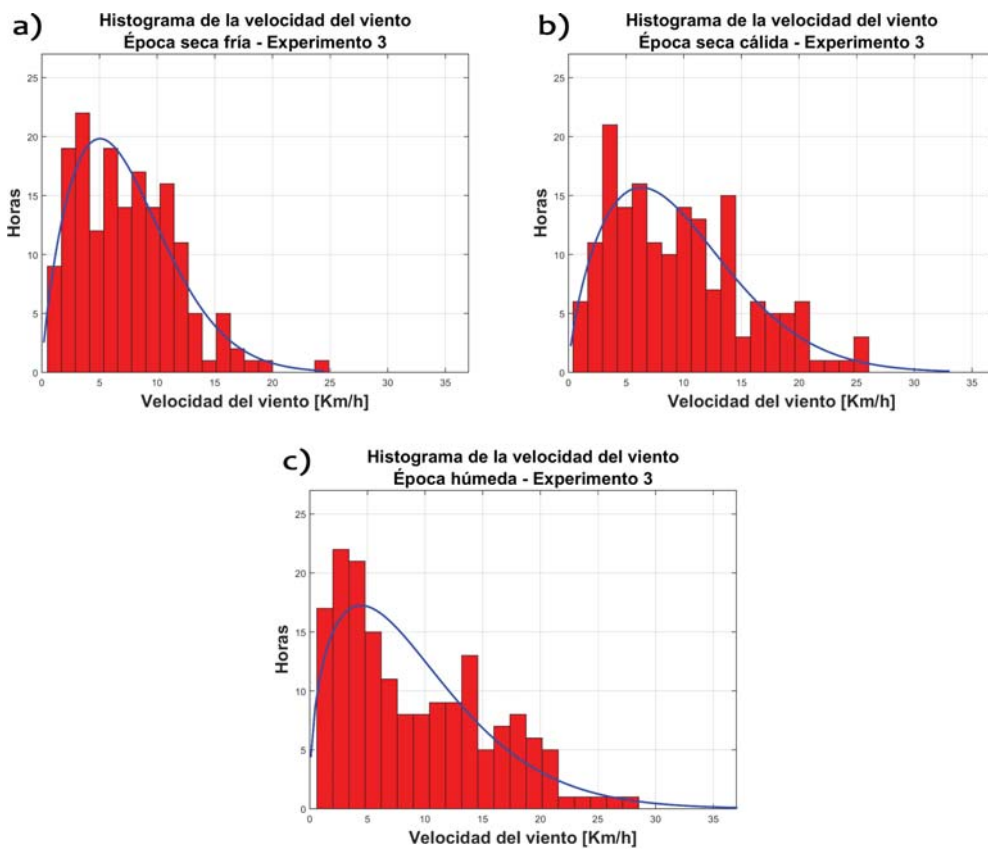 a)
Histograma de la velocidad del viento
Época seca fría - Experimento 3
25
20
15
10
5
0
Horas
0 5 10 15 20 25 30 35
Velocidad del viento [Km/h]
b)
Histograma de la velocidad del viento
Época seca cálida - Experimento 3
25
20
15
10
5
0
Horas
0 5 10 15 20 25 30 35
Velocidad del viento [Km/h]
c)
Histograma de la velocidad del viento
Época húmeda - Experimento 3
25
20
15
10
5
0
Horas
0 5 10 15 20 25 30 35
Velocidad del viento [Km/h]